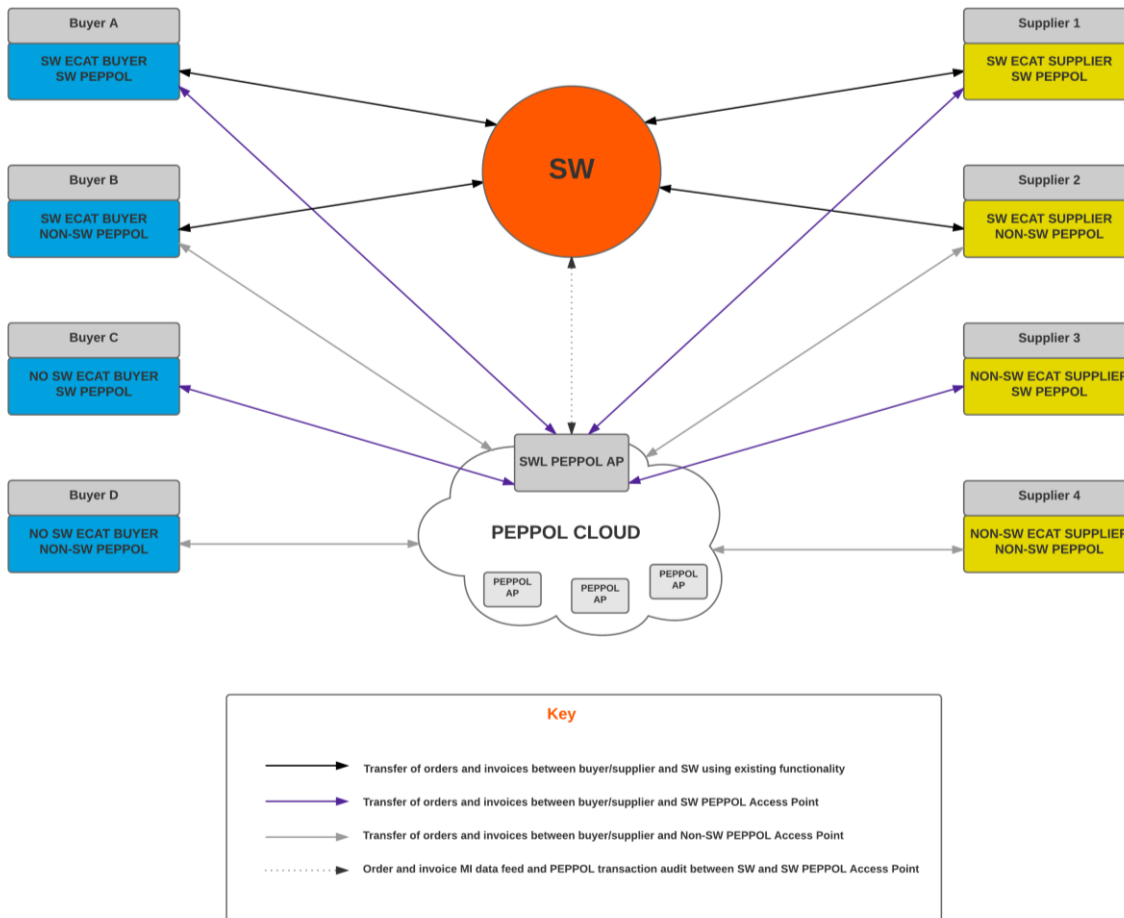 Buyer A
SW ECAT BUYER
SW PEPPOL
Buyer B
SW ECAT BUYER
NON-SW PEPPOL
Buyer C
NO SW ECAT BUYER
SW PEPPOL
Buyer D
NO SW ECAT BUYER
NON-SW PEPPOL
SW
SWL PEPPOL AP
PEPPOL CLOUD
PEPPOL
AP
PEPPOL
AP
PEPPOL
AP
Supplier 1
SW ECAT SUPPLIER
SW PEPPOL
Supplier 2
SW ECAT SUPPLIER
NON-SW PEPPOL
Supplier 3
NON-SW ECAT SUPPLIER
SW PEPPOL
Supplier 4
NON-SW ECAT SUPPLIER
NON-SW PEPPOL
Key
Transfer of orders and invoices between buyer/supplier and SW using existing functionality
Transfer of orders and invoices between buyer/supplier and SW PEPPOL Access Point
Transfer of orders and invoices between buyer/supplier and Non-SW PEPPOL Access Point
Order and invoice MI data feed and PEPPOL transaction audit between SW and SW PEPPOL Access Point